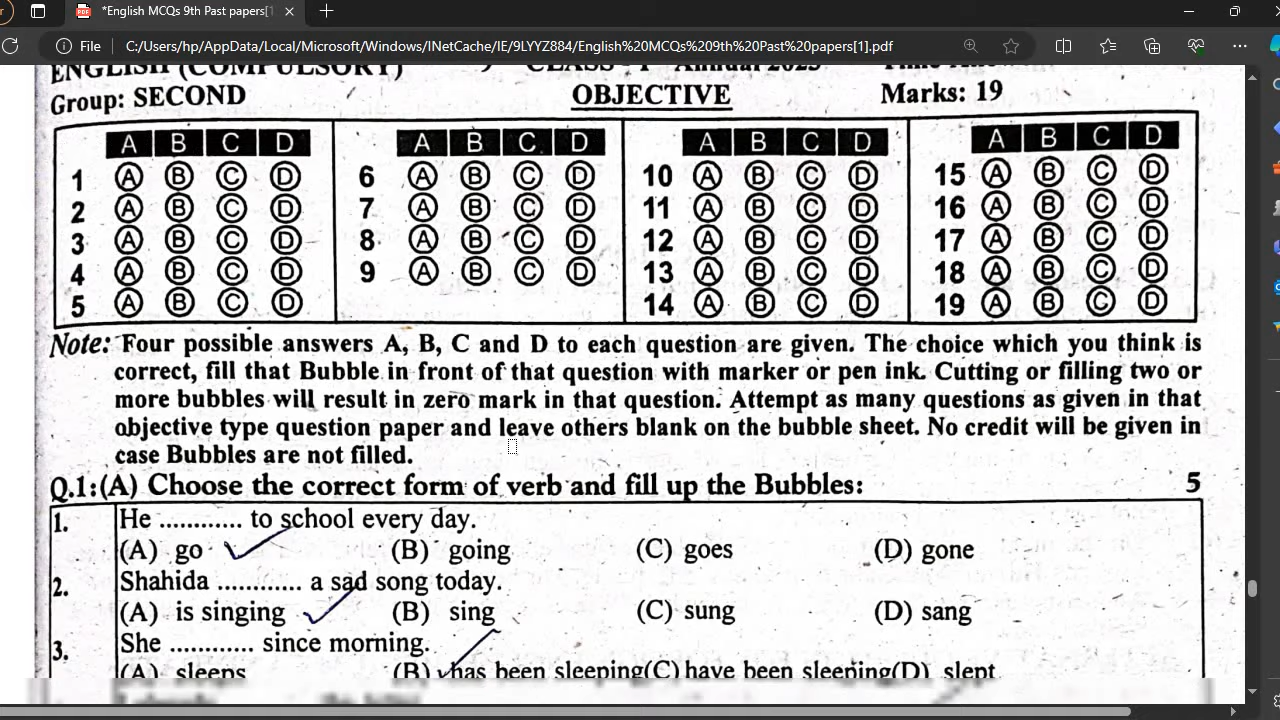 *English MCQs 9th Past papers[1
File C:/Users/hp/AppData/Local/Microsoft/Windows/INetCache/IE/9LYYZ884/English%20MCQs%209th%20Past%20papers[1].pdf
ENGLISH (COMPULSORY)
Group: SECOND OBJECTIVE Marks: 19
A B C D A B C D A B C D A B C D
1 A B C D 6 A B C D 10 A B C D 15 A B C D
2 A B C D 7 A B C D 11 A B C D 16 A B C D
3 A B C D 8 A B C D 12 A B C D 17 A B C D
4 A B C D 9 A B C D 13 A B C D 18 A B C D
5 A B C D 14 A B C D 19 A B C D
Note: Four possible answers A, B, C and D to each question are given. The choice which you think is
correct, fill that Bubble in front of that question with marker or pen ink. Cutting or filling two or
more bubbles will result in zero mark in that question. Attempt as many questions as given in that
objective type question paper and leave others blank on the bubble sheet. No credit will be given in
case Bubbles are not filled.
Q.1:(A) Choose the correct form of verb and fill up the Bubbles: 5
1. He ............ to school every day.
(A) go (B) going (C) goes (D) gone
2. Shahida ............ a sad song today.
(A) is singing (B) sing (C) sung (D) sang
3. She ............ since morning.
(A) sleeps (B) has been sleeping (C) have been sleeping (D) slept